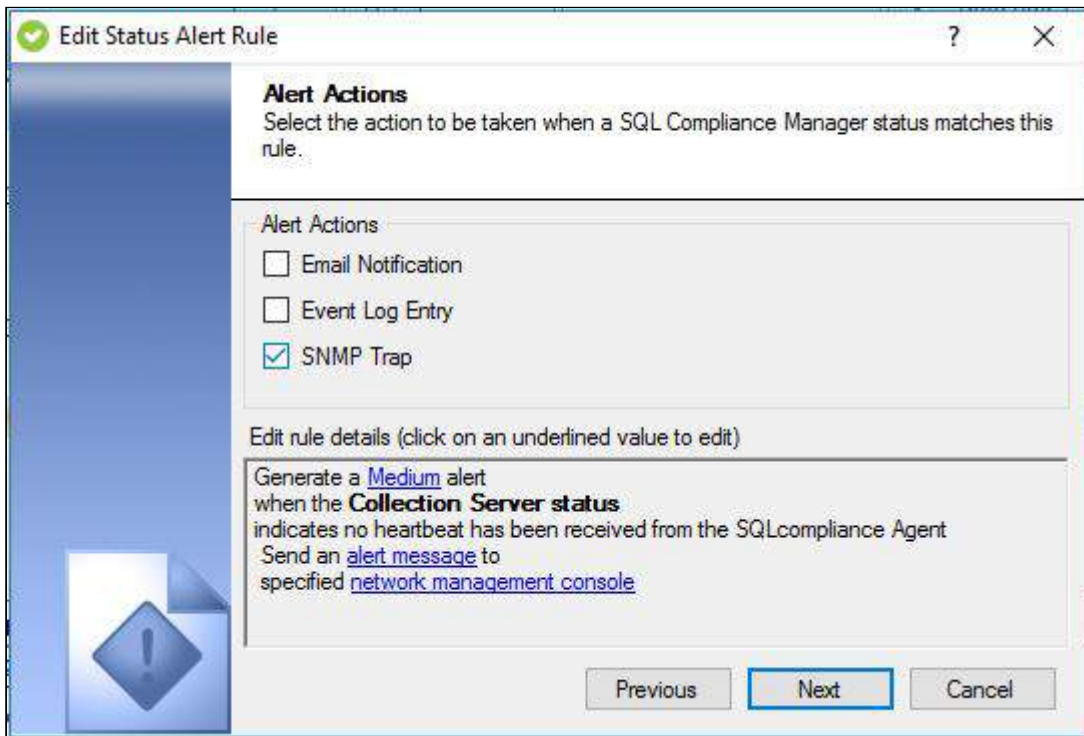 Edit Status Alert Rule
?
Alert Actions
Select the action to be taken when a SQL Compliance Manager status matches this
rule.
Alert Actions
Email Notification
Event Log Entry
SNMP Trap
Edit rule details (click on an underlined value to edit)
Generate a Medium alert
when the Collection Server status
indicates no heartbeat has been received from the SQLcompliance Agent
Send an alert message to
specified network management console
Previous Next Cancel